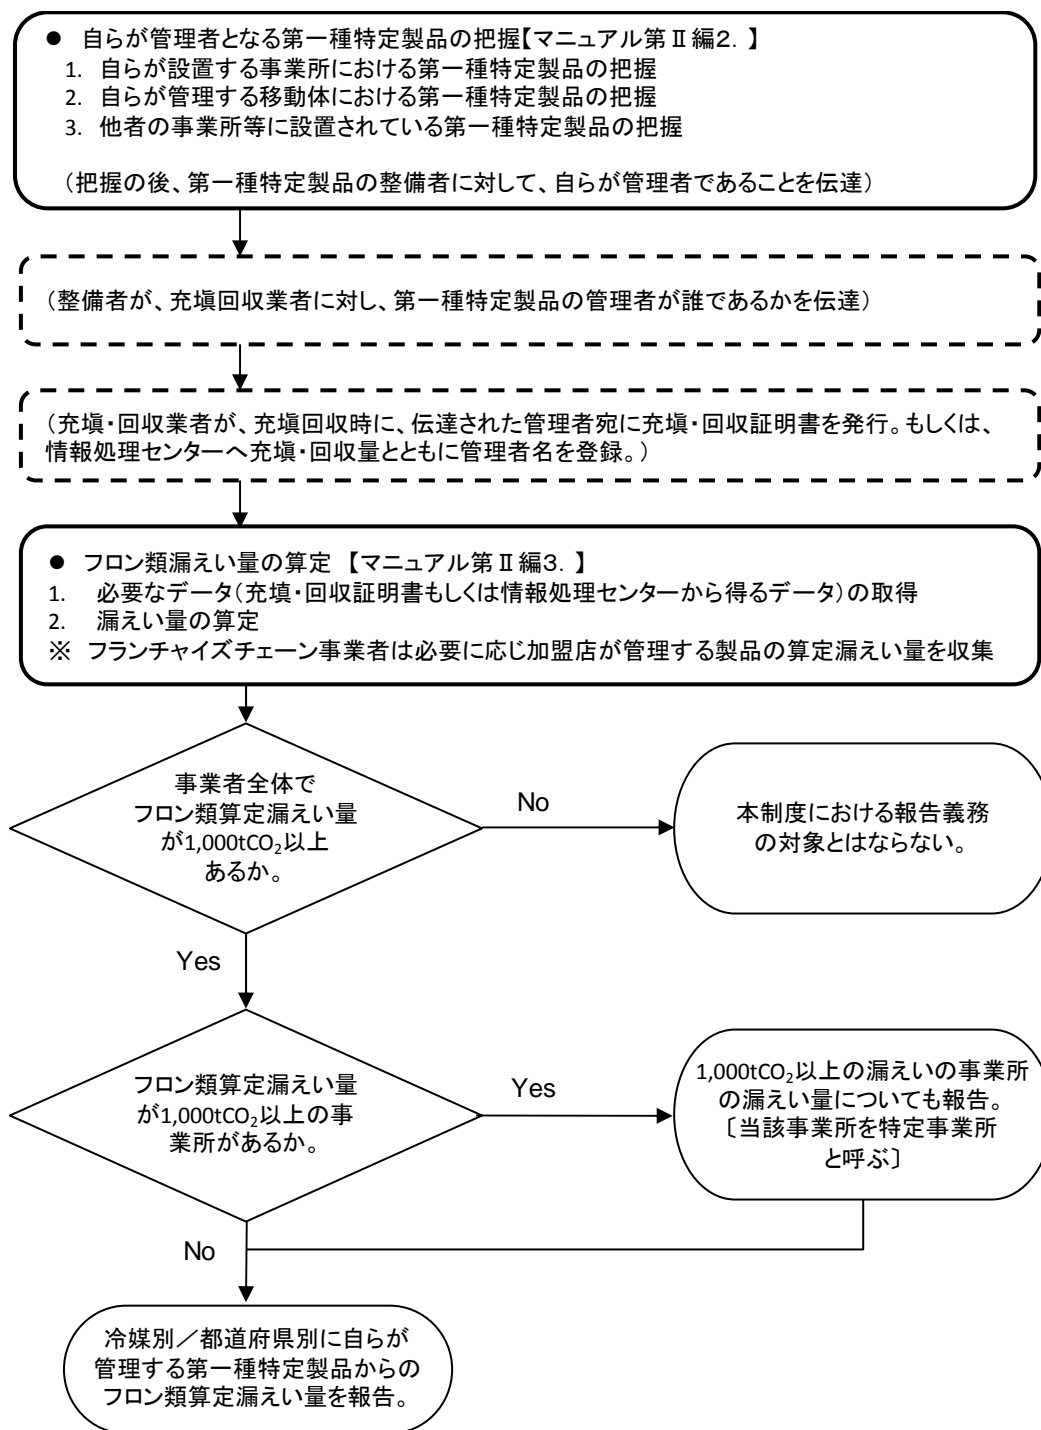 ● 自らが管理者となる第一種特定製品の把握【マニュアル第Ⅱ編2.】
1. 自らが設置する事業所における第一種特定製品の把握
2. 自らが管理する移動体における第一種特定製品の把握
3. 他者の事業所等に設置されている第一種特定製品の把握
（把握の後、第一種特定製品の整備者に対して、自らが管理者であることを伝達）
（整備者が、充塡回収業者に対し、第一種特定製品の管理者が誰であるかを伝達）
（充塡・回収業者が、充塡回収時に、伝達された管理者宛に充塡・回収証明書を発行。もしくは、
情報処理センターへ充塡・回収量とともに管理者名を登録。）
● フロン類漏えい量の算定 【マニュアル第Ⅱ編3.】
1. 必要なデータ（充塡・回収証明書もしくは情報処理センターから得るデータ）の取得
2. 漏えい量の算定
※ フランチャイズチェーン事業者は必要に応じ加盟店が管理する製品の算定漏えい量を収集
事業者全体で
フロン類算定漏えい量
が1,000tCO₂以上
あるか。
No
本制度における報告義務
の対象とはならない。
Yes
フロン類算定漏えい量
が1,000tCO₂以上の事
業所があるか。
Yes
1,000tCO₂以上の漏えいの事業所
の漏えい量についても報告。
〔当該事業所を特定事業所
と呼ぶ〕
No
冷媒別／都道府県別に自らが
管理する第一種特定製品からの
フロン類算定漏えい量を報告。